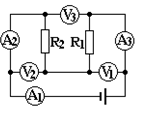 V₃
A₂ R₂ R₁ A₃
V₂ V₁
A₁